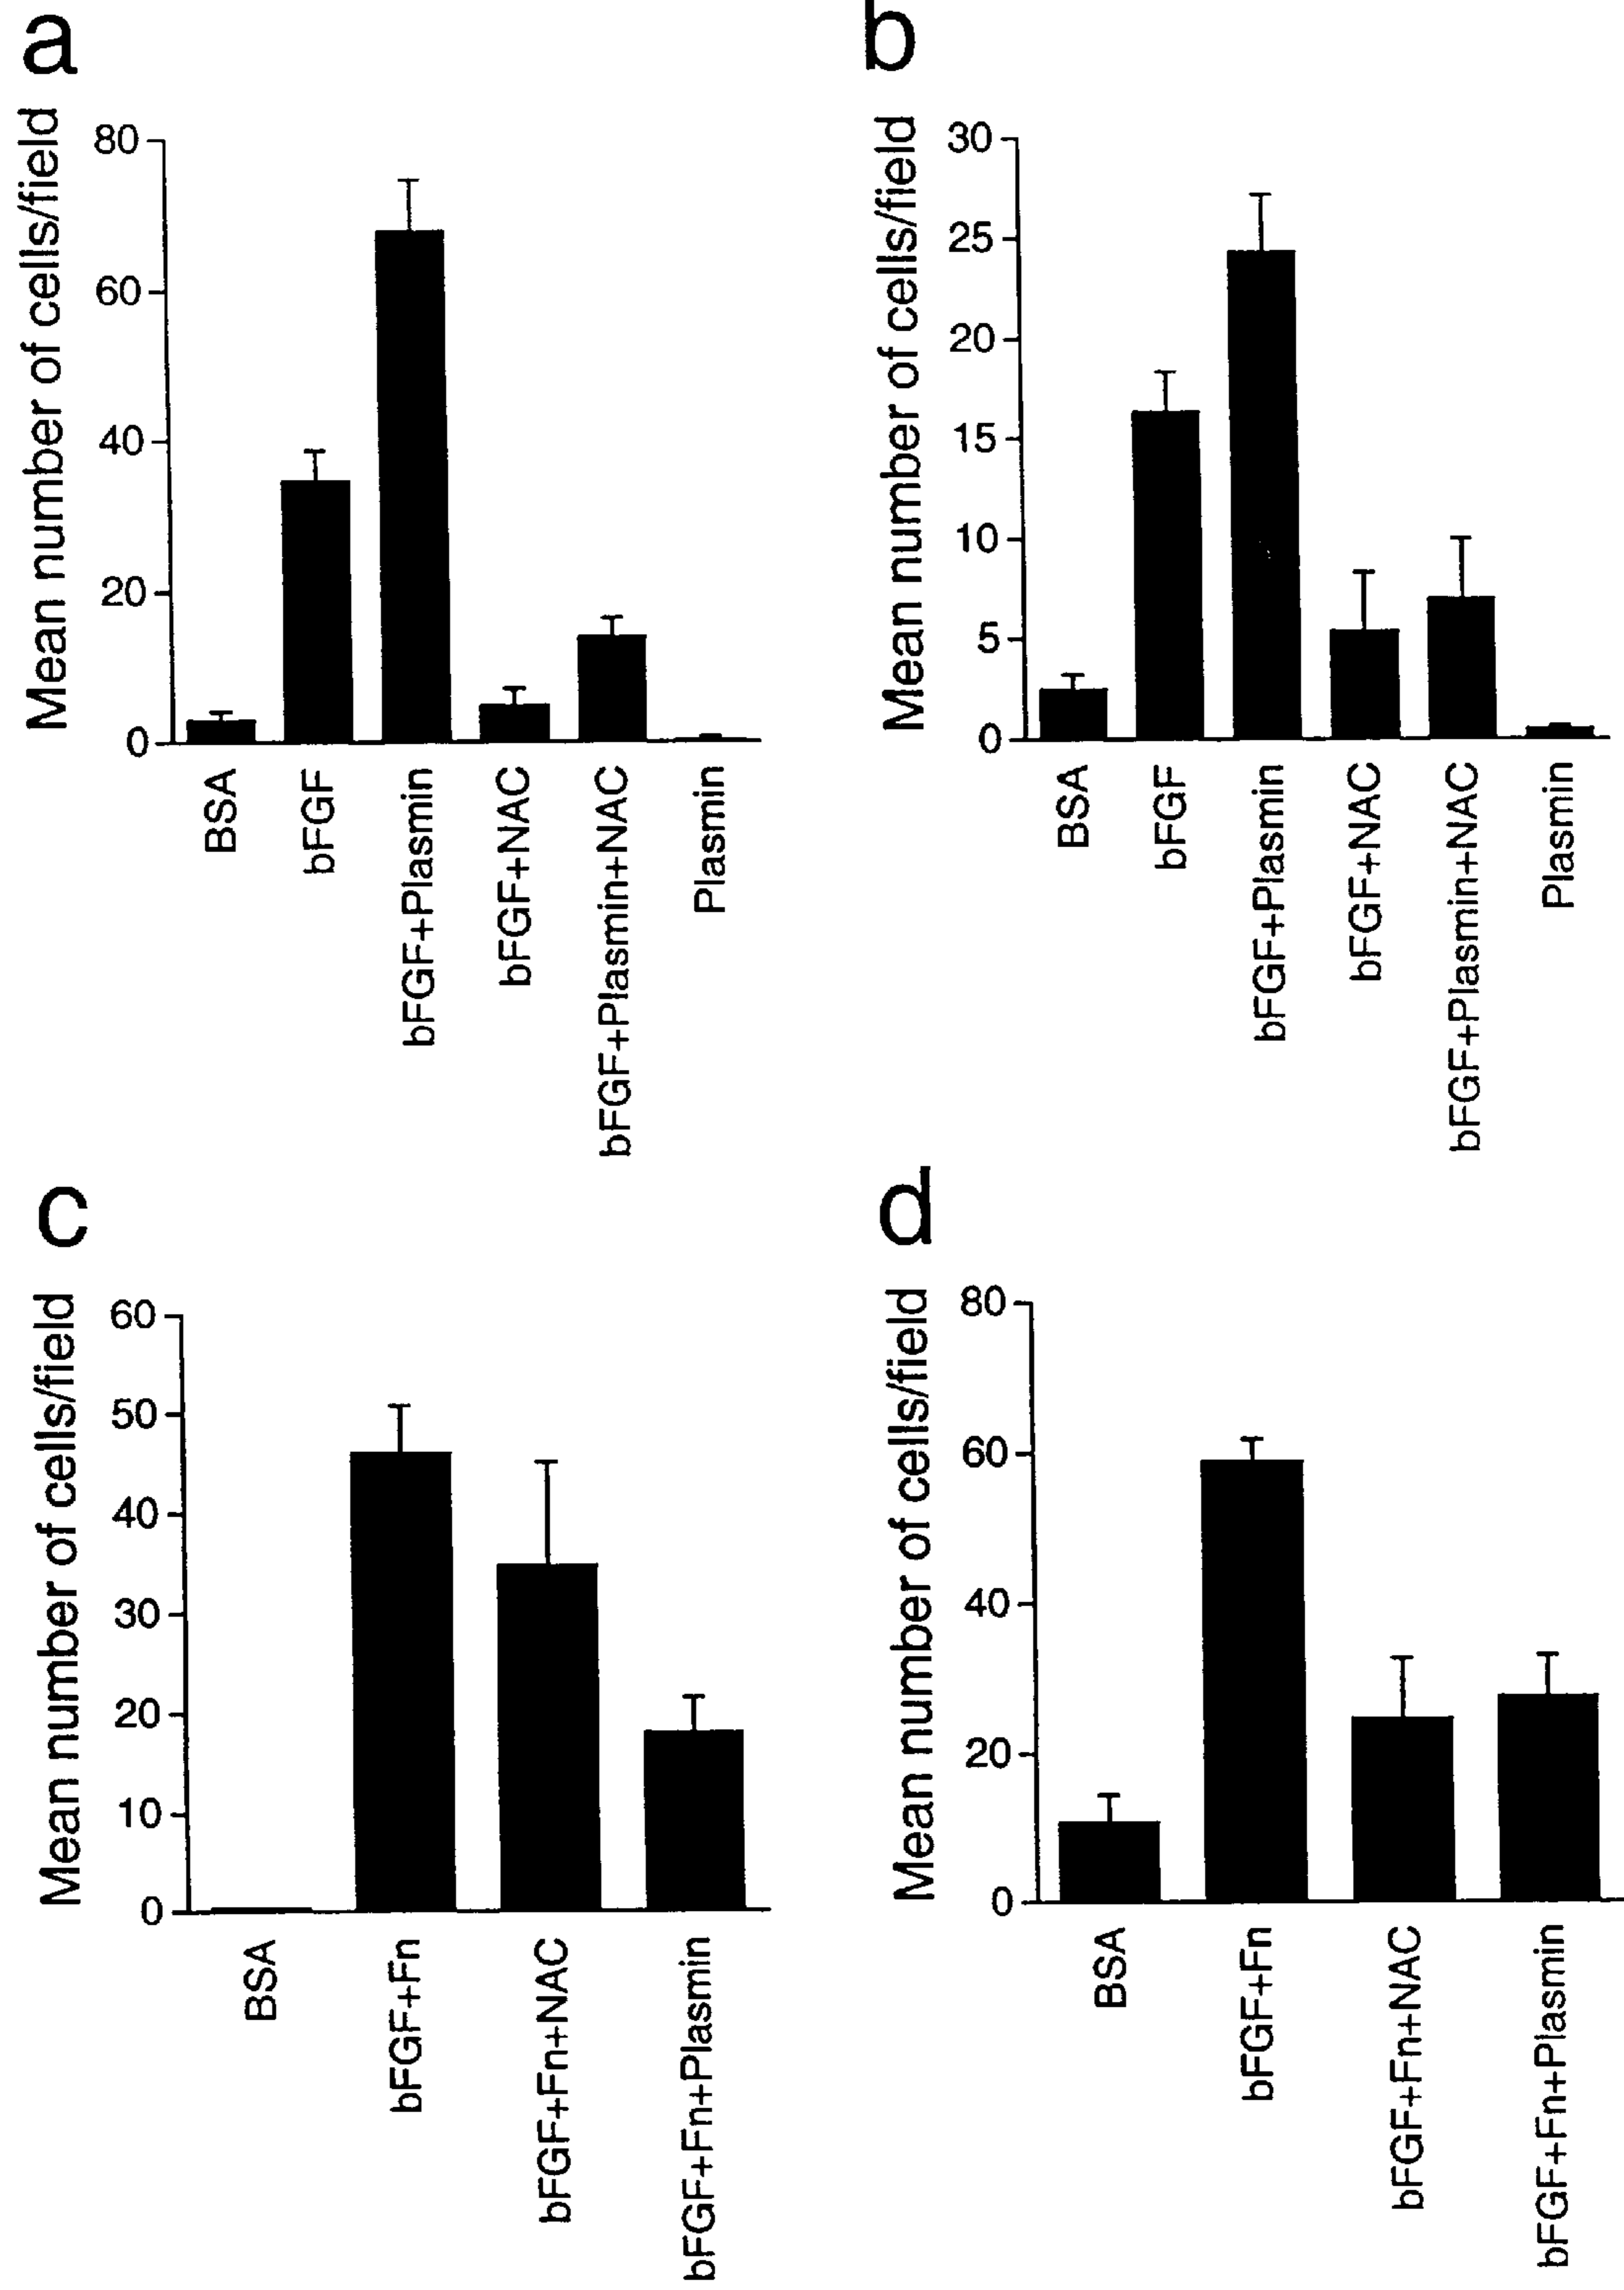 a
Mean number of cells/field
80
60
40
20
0
BSA
bFGF
bFGF+Plasmin
bFGF+NAC
bFGF+Plasmin+NAC
Plasmin
b
Mean number of cells/field
30
25
20
15
10
5
0
BSA
bFGF
bFGF+Plasmin
bFGF+NAC
bFGF+Plasmin+NAC
Plasmin
c
Mean number of cells/field
60
50
40
30
20
10
0
BSA
bFGF+Fn
bFGF+Fn+NAC
bFGF+Fn+Plasmin
d
Mean number of cells/field
80
60
40
20
0
BSA
bFGF+Fn
bFGF+Fn+NAC
bFGF+Fn+Plasmin